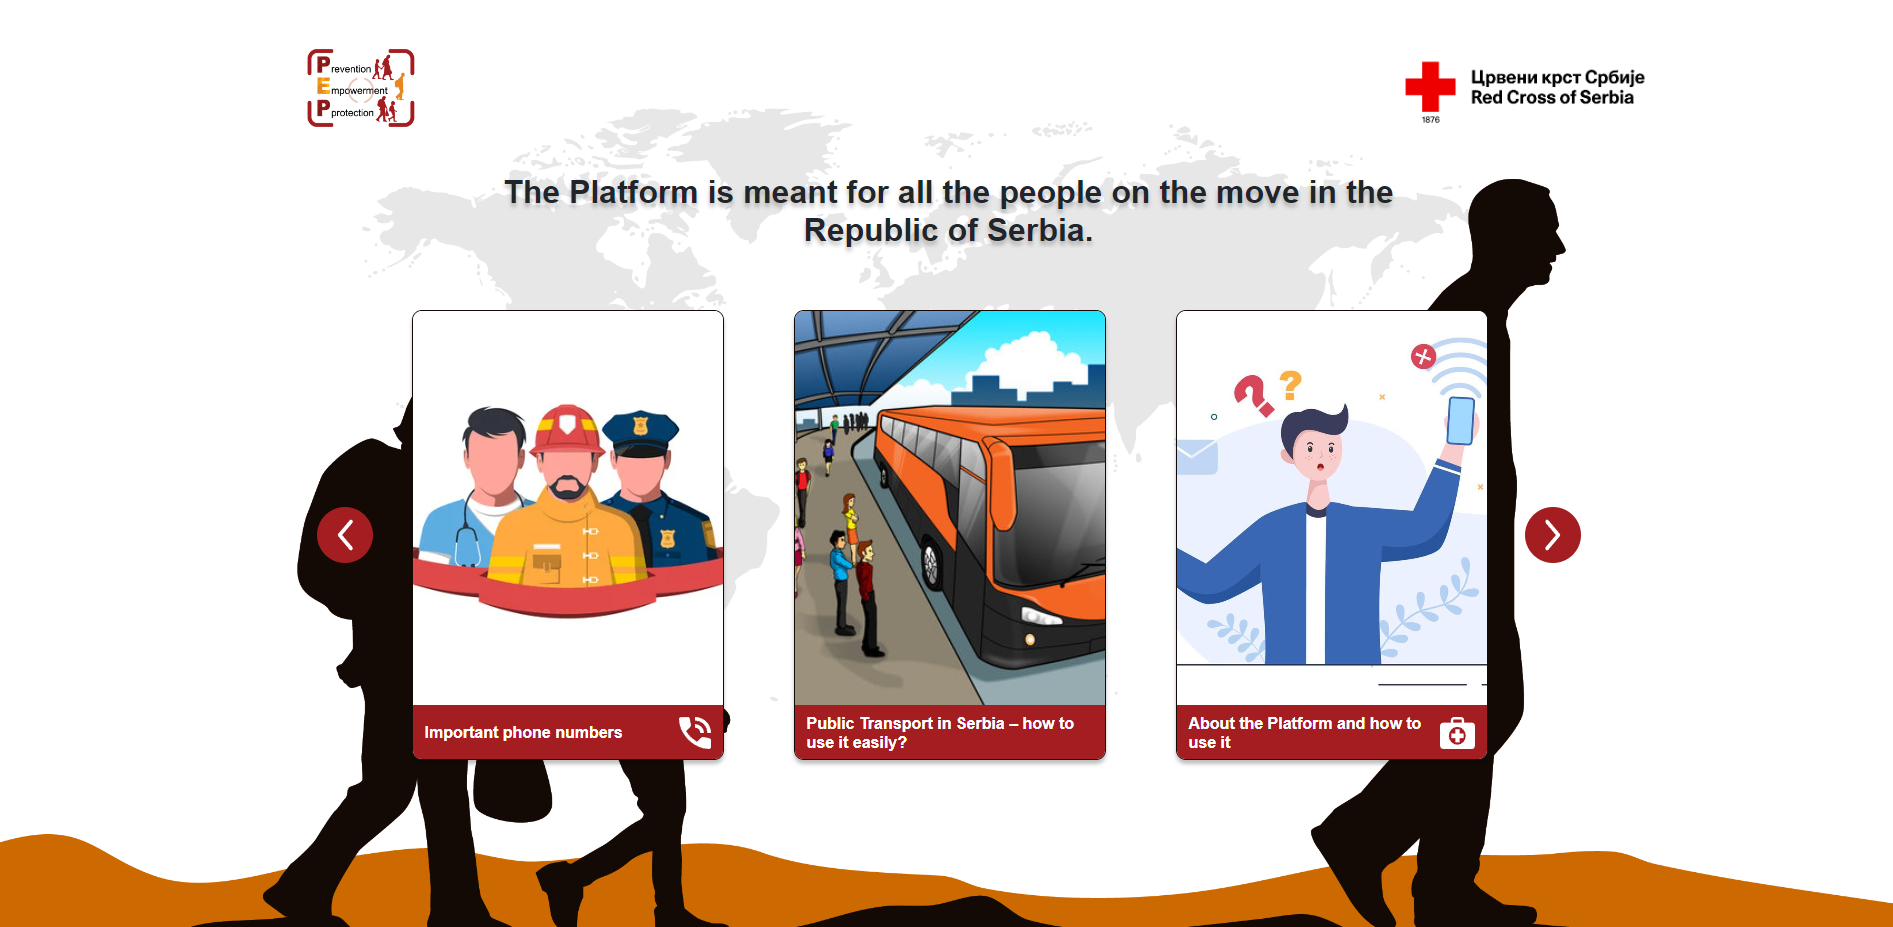 Prevention
Empowerment
Pprotection
Црвени крст Србије
Red Cross of Serbia
1876
The Platform is meant for all the people on the move in the
Republic of Serbia.
Important phone numbers
Public Transport in Serbia – how to
use it easily?
About the Platform and how to
use it